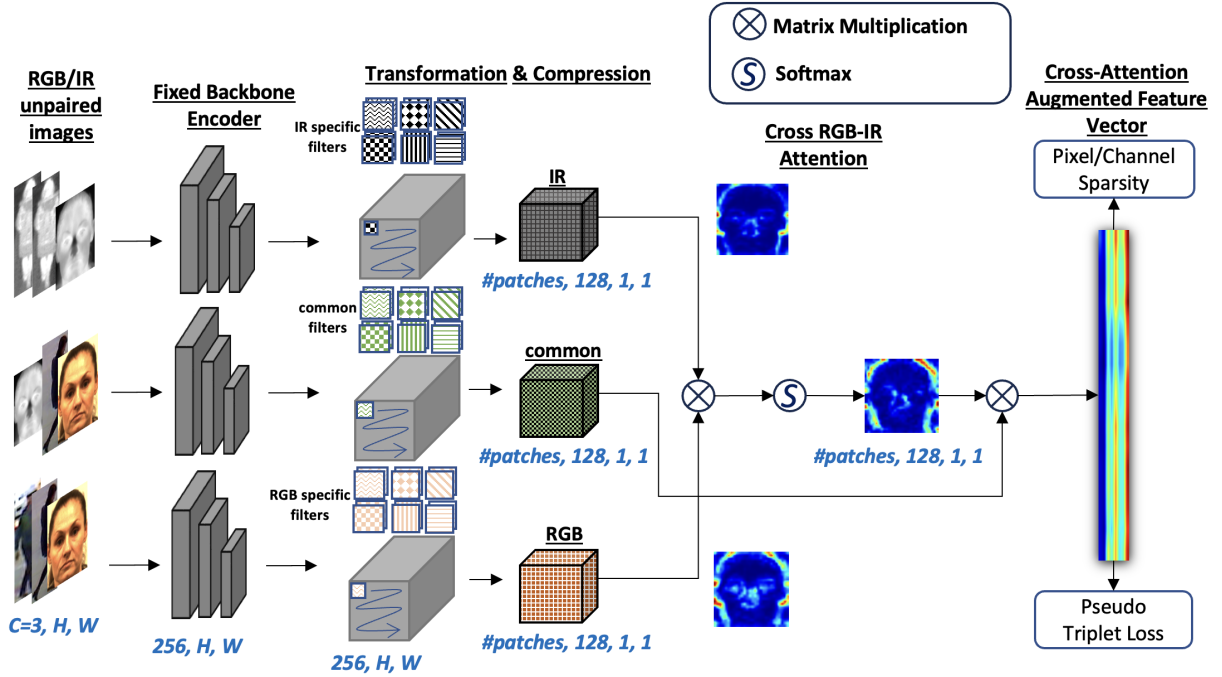 Matrix Multiplication
S
Softmax
RGB/IR
unpaired
images
Fixed Backbone
Encoder
Transformation & Compression
Cross RGB-IR
Attention
Cross-Attention
Augmented Feature
Vector
IR specific
filters
IR
#patches, 128, 1, 1
Pixel/Channel
Sparsity
common
filters
common
#patches, 128, 1, 1
S
#patches, 128, 1, 1
RGB specific
filters
RGB
#patches, 128, 1, 1
C=3, H, W
256, H, W
256, H, W
Pseudo
Triplet Loss